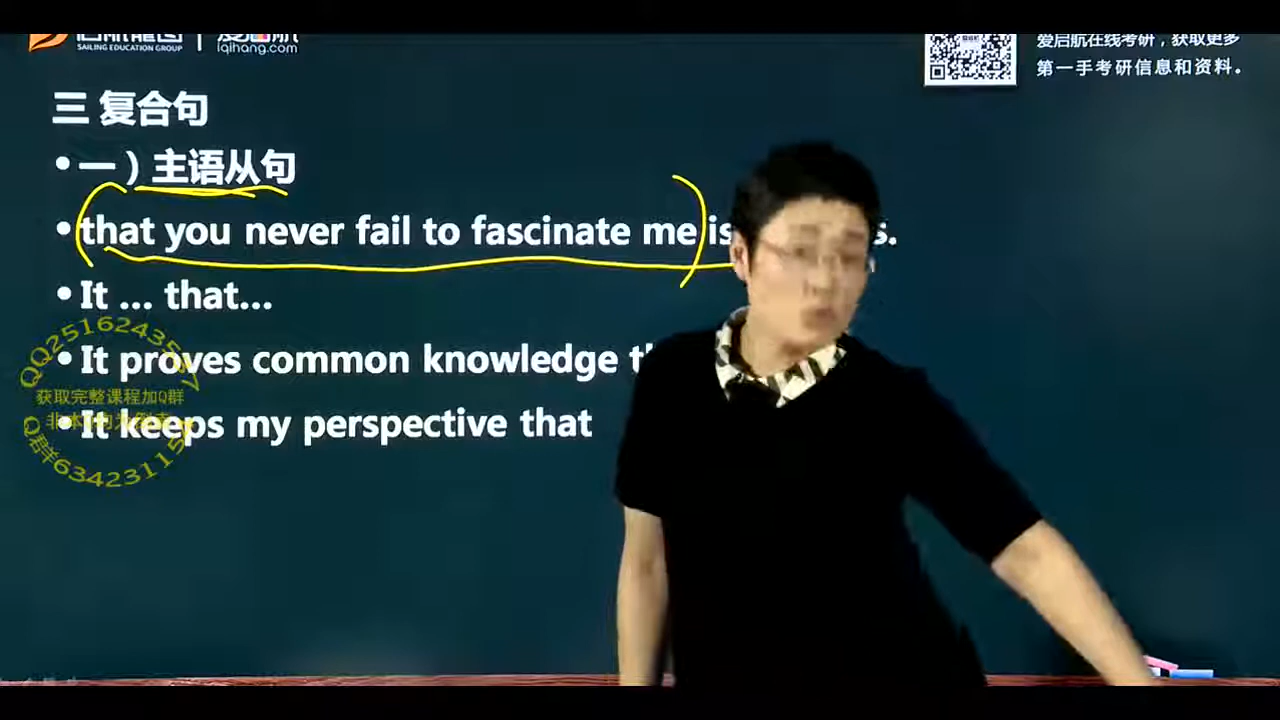 SAILING EDUCATION GROUP
iqihang.com
爱启航在线考研，获取更多
第一手考研信息和资料。
三 复合句
• 一）主语从句
• that you never fail to fascinate me is s.
• It ... that...
• It proves common knowledge
• It keeps my perspective that
获取完整课程加Q群